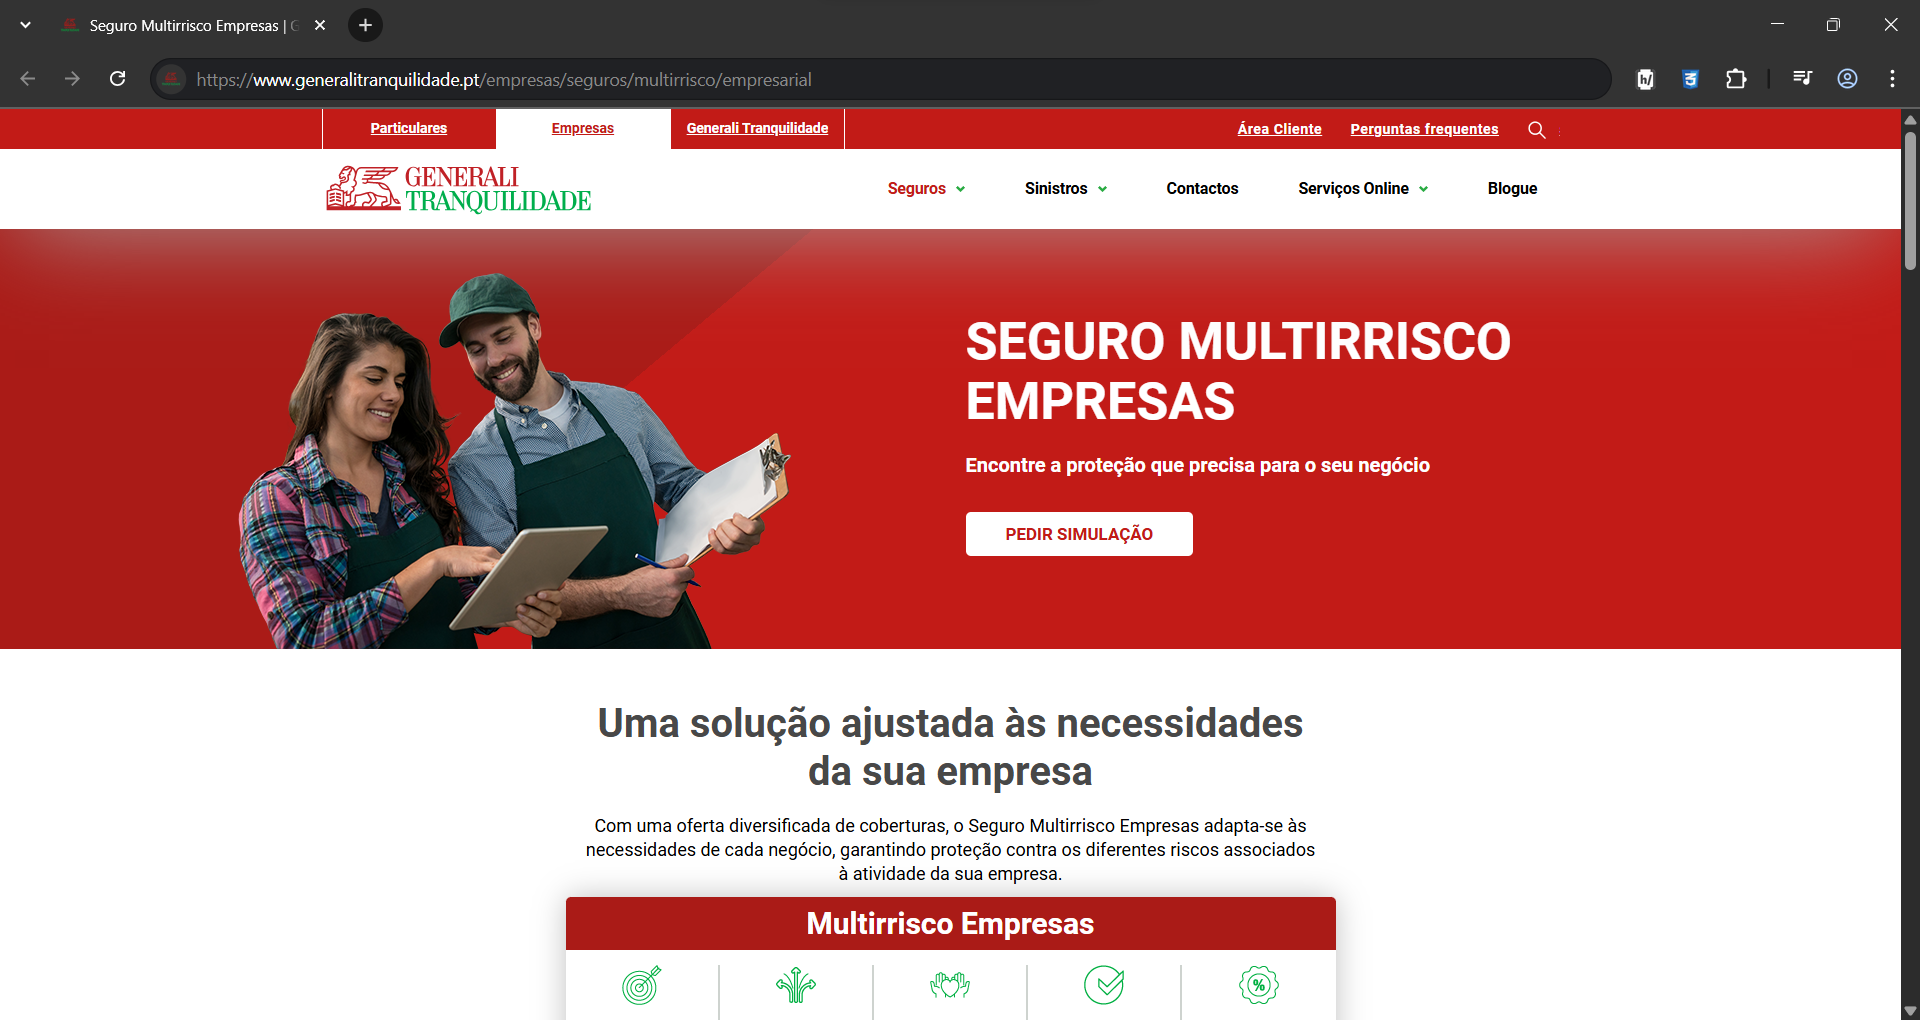 Seguro Multirrisco Empresas | G
https://www.generalitranquilidade.pt/empresas/seguros/multirrisco/empresarial
Particulares
Empresas
Generali Tranquilidade
Área Cliente
Perguntas frequentes
GENERALI
TRANQUILIDADE
Seguros
Sinistros
Contactos
Serviços Online
Blogue
SEGURO MULTIRRISCO
EMPRESAS
Encontre a proteção que precisa para o seu negócio
PEDIR SIMULAÇÃO
Uma solução ajustada às necessidades
da sua empresa
Com uma oferta diversificada de coberturas, o Seguro Multirrisco Empresas adapta-se às
necessidades de cada negócio, garantindo proteção contra os diferentes riscos associados
à atividade da sua empresa.
Multirrisco Empresas
%